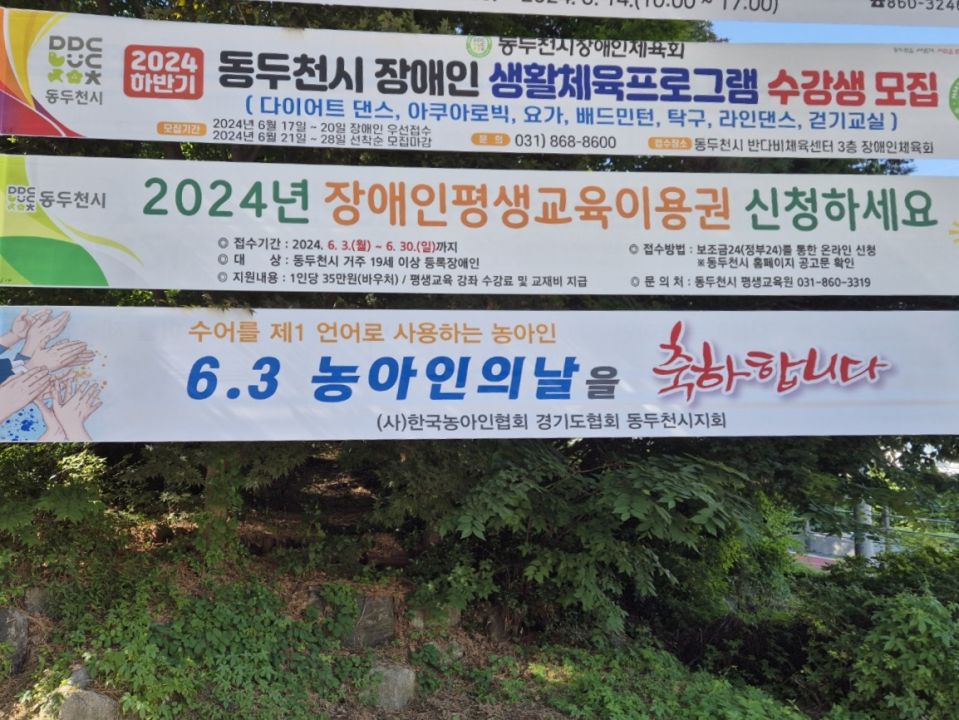 2024. 6. 14.(10:00 ~ 17:00)
☎860-3246
DDC
동두천시
2024
하반기
동두천시장애인체육회
동두천시 장애인 생활체육프로그램 수강생 모집
( 다이어트 댄스, 아쿠아로빅, 요가, 배드민턴, 탁구, 라인댄스, 걷기교실 )
모집기간 2024년 6월 17일 ~ 20일 장애인 우선접수
2024년 6월 21일 ~ 28일 선착순 모집마감
문 의 031) 868-8600
접수장소 동두천시 반다비체육센터 3층 장애인체육회
DDC
동두천시
2024년 장애인평생교육이용권 신청하세요
◎ 접수기간 : 2024. 6. 3.(월) ~ 6. 30.(일)까지
◎ 대 상 : 동두천시 거주 19세 이상 등록장애인
◎ 지원내용 : 1인당 35만원(바우처) / 평생교육 강좌 수강료 및 교재비 지급
◎ 접수방법 : 보조금24(정부24)를 통한 온라인 신청
※동두천시 홈페이지 공고문 확인
◎ 문 의 처 : 동두천시 평생교육원 031-860-3319
수어를 제1 언어로 사용하는 농아인
6.3 농아인의날을 축하합니다
(사)한국농아인협회 경기도협회 동두천시지회